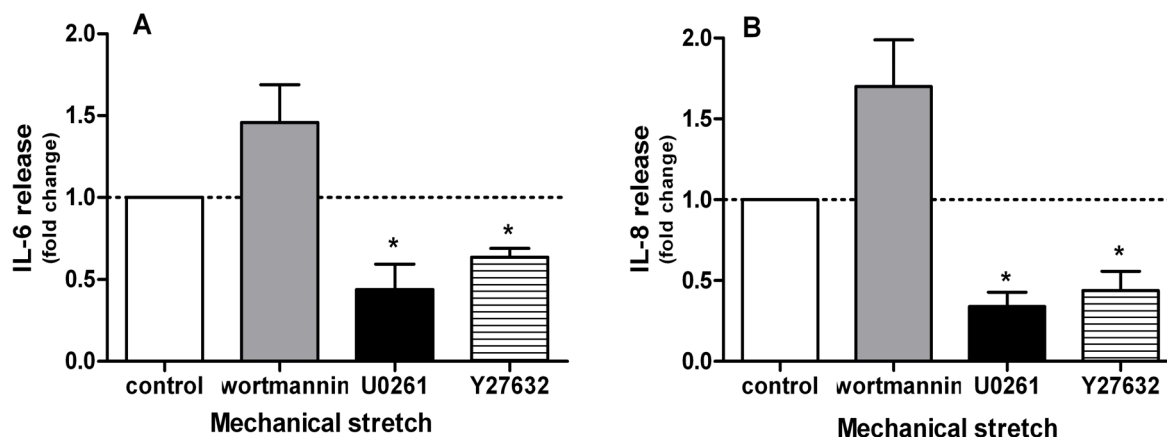 A
2.0
1.5
1.0
0.5
0.0
IL-6 release
(fold change)
control wortmannin U0261 Y27632
Mechanical stretch
B
2.0
1.5
1.0
0.5
0.0
IL-8 release
(fold change)
control wortmannin U0261 Y27632
Mechanical stretch
*
*
*
*